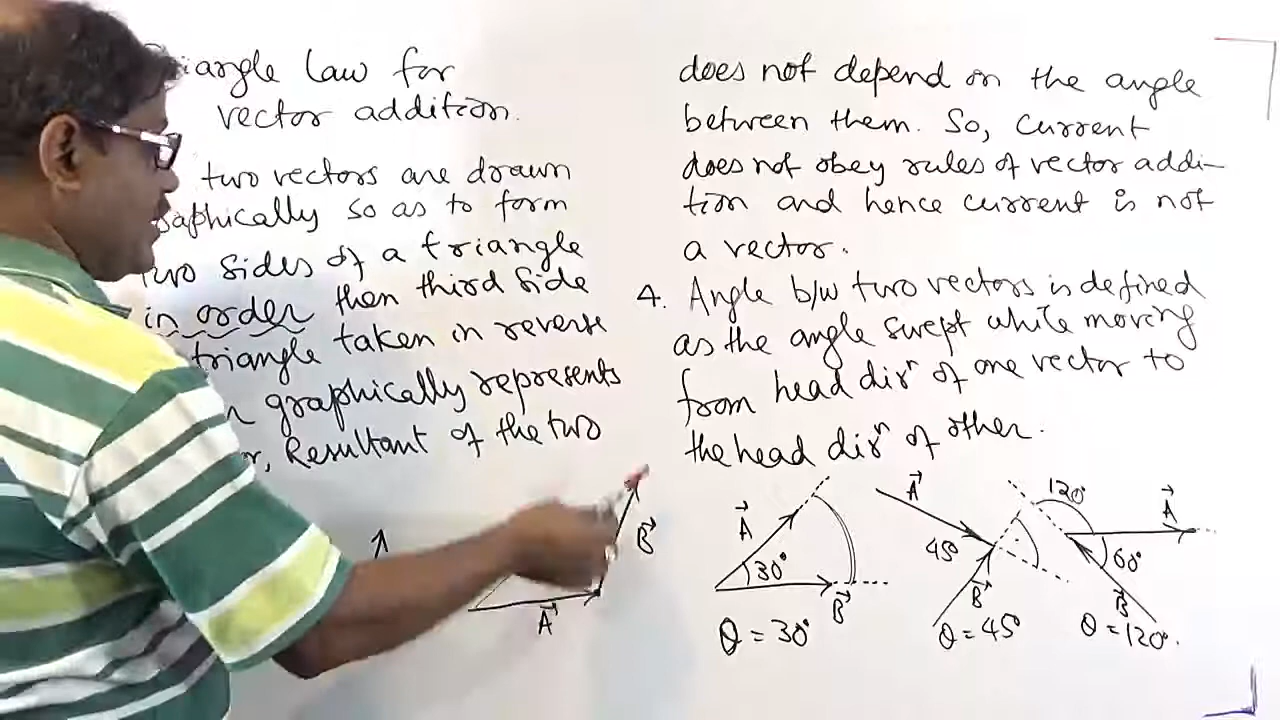 iangle law for
vector addition.
two vectors are drawn
graphically so as to form
two sides of a triangle
in order then third side
triangle taken in reverse
graphically represents
Resultant of the two
A⃗
B⃗
does not depend on the angle
between them. So, current
does not obey rules of vector addi-
tion and hence current is not
a vector.
4. Angle b/w two vectors is defined
as the angle swept while moving
from head dirⁿ of one vector to
the head dirⁿ of other.
A⃗
30°
B⃗
θ = 30°
A⃗
45°
B⃗
θ = 45°
120°
A⃗
60°
B⃗
θ = 120°.